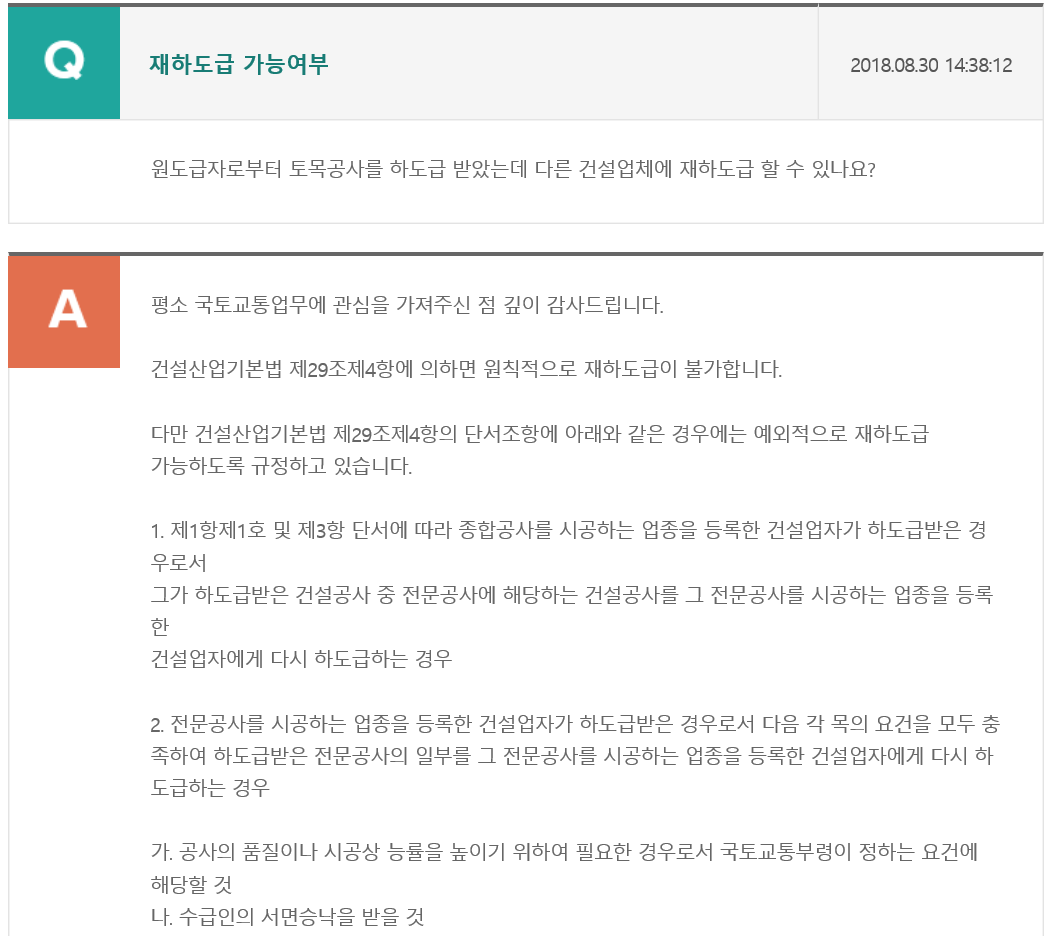 Q
재하도급 가능여부
2018.08.30 14:38:12
원도급자로부터 토목공사를 하도급 받았는데 다른 건설업체에 재하도급 할 수 있나요?
A
평소 국토교통업무에 관심을 가져주신 점 깊이 감사드립니다.
건설산업기본법 제29조제4항에 의하면 원칙적으로 재하도급이 불가합니다.
다만 건설산업기본법 제29조제4항의 단서조항에 아래와 같은 경우에는 예외적으로 재하도급
가능하도록 규정하고 있습니다.
1. 제1항제1호 및 제3항 단서에 따라 종합공사를 시공하는 업종을 등록한 건설업자가 하도급받은 경
우로서
그가 하도급받은 건설공사 중 전문공사에 해당하는 건설공사를 그 전문공사를 시공하는 업종을 등록
한
건설업자에게 다시 하도급하는 경우
2. 전문공사를 시공하는 업종을 등록한 건설업자가 하도급받은 경우로서 다음 각 목의 요건을 모두 충
족하여 하도급받은 전문공사의 일부를 그 전문공사를 시공하는 업종을 등록한 건설업자에게 다시 하
도급하는 경우
가. 공사의 품질이나 시공상 능률을 높이기 위하여 필요한 경우로서 국토교통부령이 정하는 요건에
해당할 것
나. 수급인의 서면승낙을 받을 것